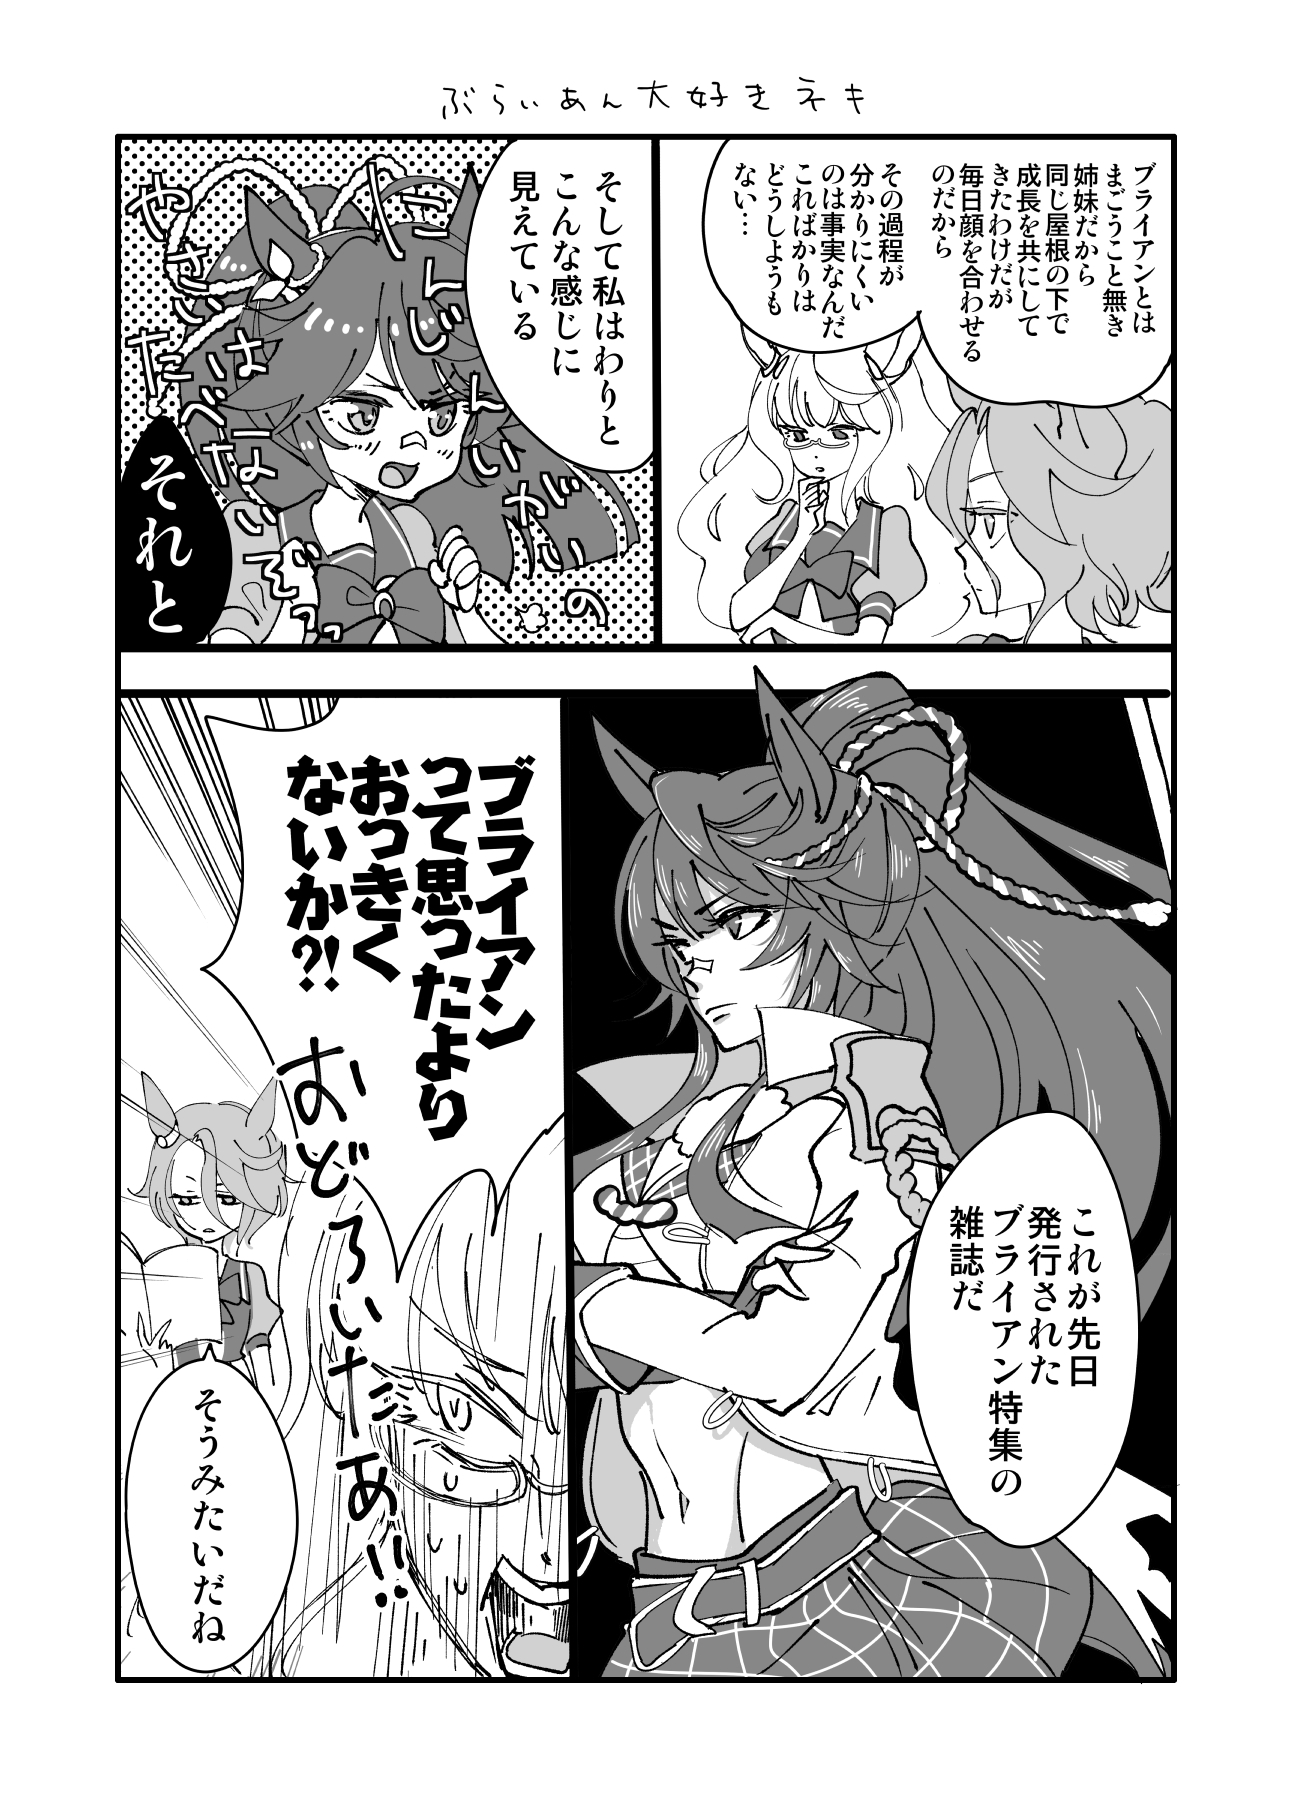 ぶらぃあん大好きネキ
ブライアンとは
まごうこと無き
姉妹だから
同じ屋根の下で
成長を共にして
きたわけだが
毎日顔を合わせる
のだから
その過程が
分かりにくい
のは事実なんだ
こればかりは
どうしようも
ない…
そして私はわりと
こんな感じに
見えている
にんじんいがいの
やさいはべなーいぞっっ
それと
これが先日
発行された
ブライアン特集の
雑誌だ
ブライアン
って思ったより
おっきく
ないか?!
おどろいたあ!!
そうみたいだね